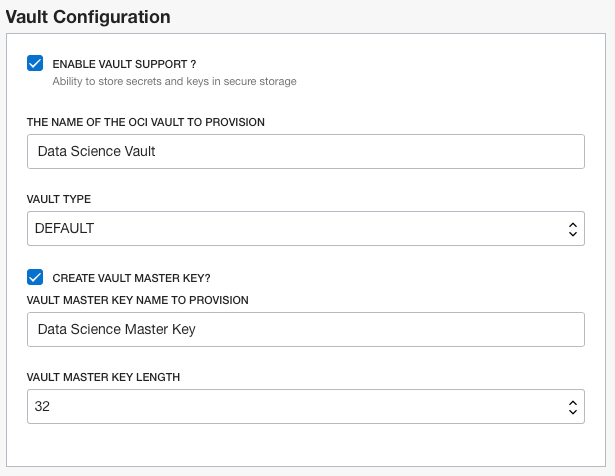 Vault Configuration
ENABLE VAULT SUPPORT ?
Ability to store secrets and keys in secure storage
THE NAME OF THE OCI VAULT TO PROVISION
Data Science Vault
VAULT TYPE
DEFAULT
CREATE VAULT MASTER KEY?
VAULT MASTER KEY NAME TO PROVISION
Data Science Master Key
VAULT MASTER KEY LENGTH
32